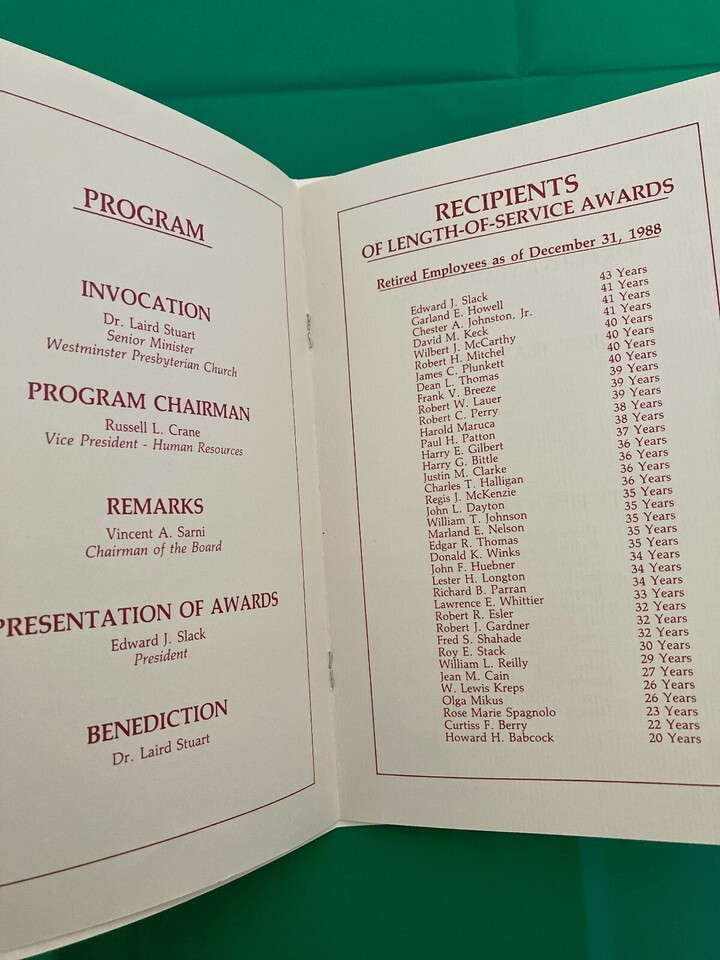 PROGRAM
INVOCATION
Dr. Laird Stuart
Senior Minister
Westminster Presbyterian Church
PROGRAM CHAIRMAN
Russell L. Crane
Vice President - Human Resources
REMARKS
Vincent A. Sarni
Chairman of the Board
PRESENTATION OF AWARDS
Edward J. Slack
President
BENEDICTION
Dr. Laird Stuart
RECIPIENTS
OF LENGTH-OF-SERVICE AWARDS
Retired Employees as of December 31, 1988
Edward J. Slack 43 Years
Garland E. Howell 41 Years
Chester A. Johnston, Jr. 41 Years
David M. Keck 41 Years
Wilbert J. McCarthy 40 Years
Robert H. Mitchel 40 Years
James C. Plunkett 40 Years
Dean L. Thomas 40 Years
Frank V. Breeze 39 Years
Robert W. Lauer 39 Years
Robert C. Perry 39 Years
Harold Maruca 38 Years
Paul H. Patton 38 Years
Harry E. Gilbert 37 Years
Harry G. Bittle 36 Years
Justin M. Clarke 36 Years
Charles T. Halligan 36 Years
Regis J. McKenzie 36 Years
John L. Dayton 35 Years
William T. Johnson 35 Years
Marland E. Nelson 35 Years
Edgar R. Thomas 35 Years
Donald K. Winks 35 Years
John F. Huebner 34 Years
Lester H. Longton 34 Years
Richard B. Parran 34 Years
Lawrence E. Whittier 33 Years
Robert R. Esler 32 Years
Robert J. Gardner 32 Years
Fred S. Shahade 32 Years
Roy E. Stack 30 Years
William L. Reilly 29 Years
Jean M. Cain 27 Years
W. Lewis Kreps 26 Years
Olga Mikus 26 Years
Rose Marie Spagnolo 23 Years
Curtiss F. Berry 22 Years
Howard H. Babcock 20 Years